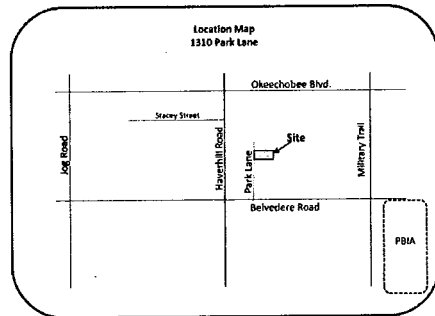 Location Map
1310 Park Lane
Okeechobee Blvd.
Stacey Street
Jog Road
Haverhill Road
Park Lane
Site
Military Trail
Belvedere Road
PBIA